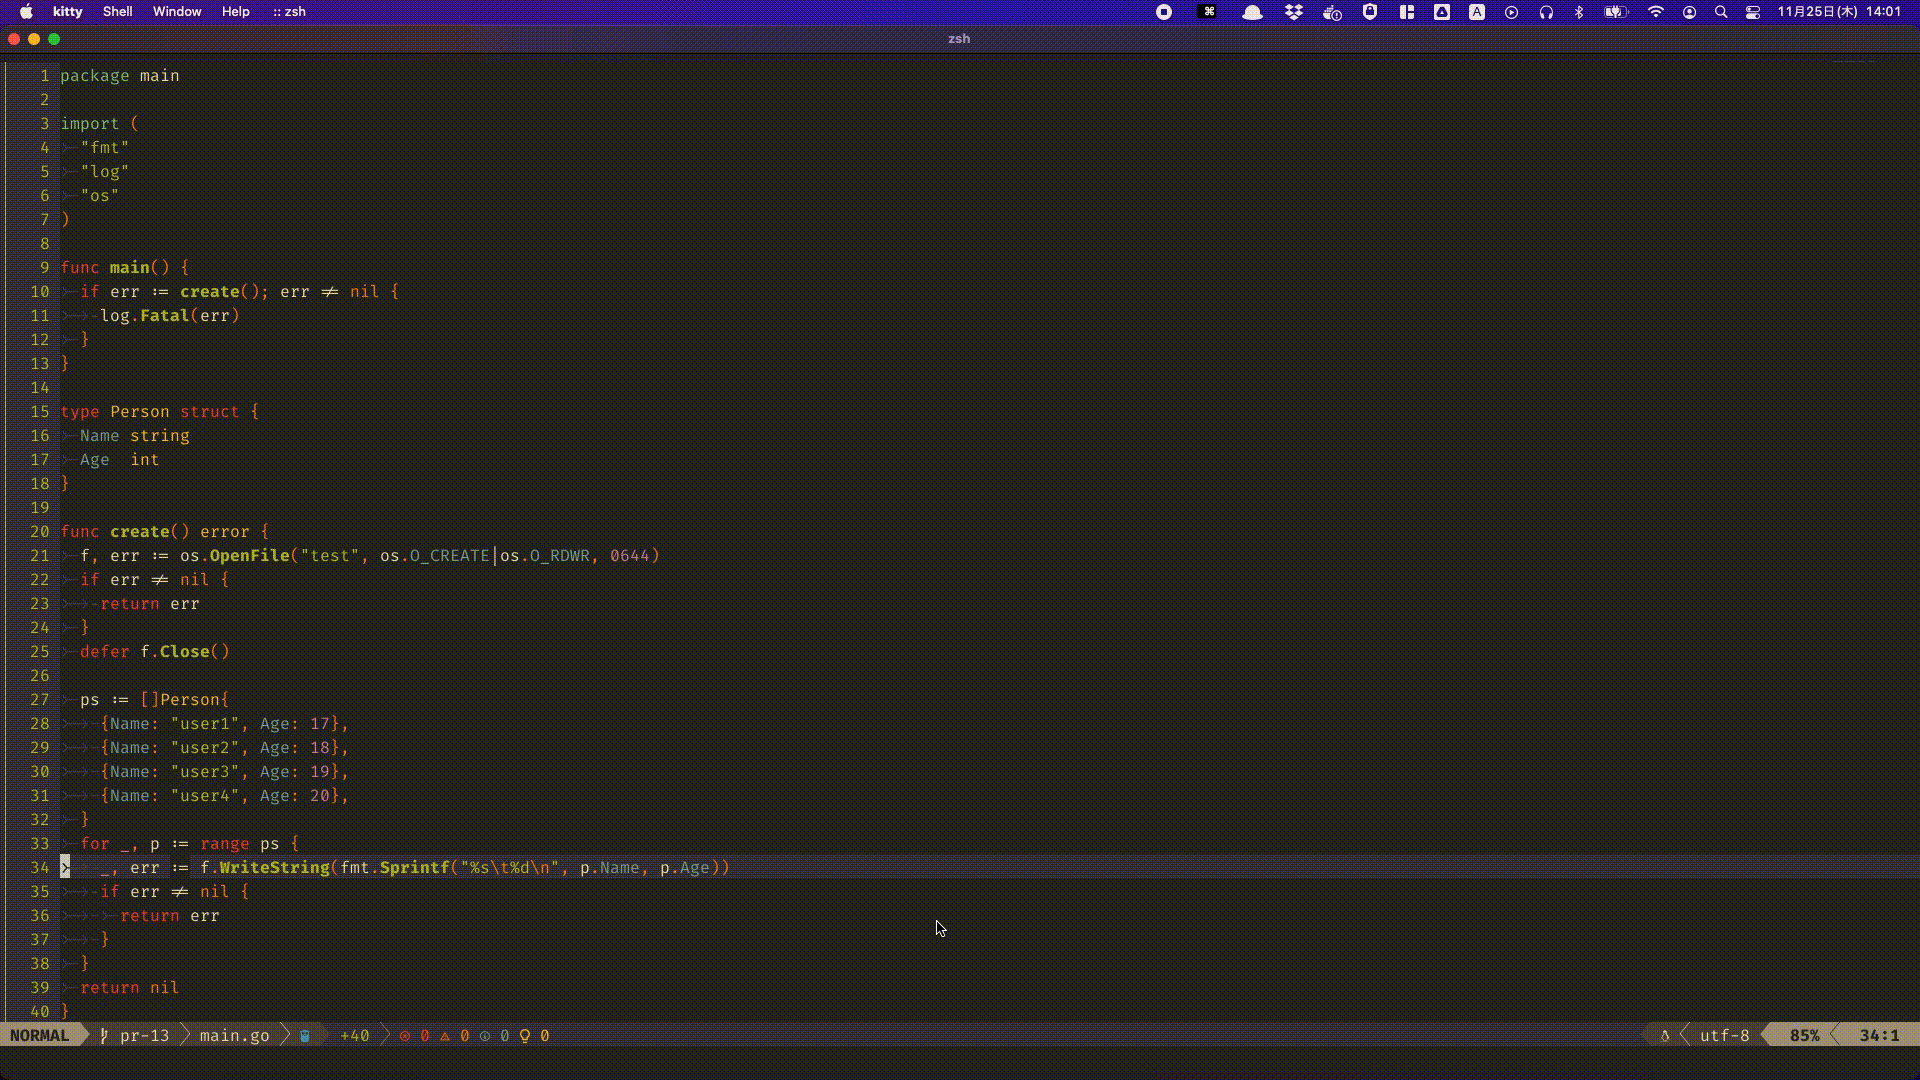 kitty Shell Window Help :: zsh 11月25日(木) 14:01
zsh
1 package main
2
3 import (
4 "fmt"
5 "log"
6 "os"
7 )
8
9 func main() {
10 if err := create(); err ≠ nil {
11 log.Fatal(err)
12 }
13 }
14
15 type Person struct {
16 Name string
17 Age int
18 }
19
20 func create() error {
21 f, err := os.OpenFile("test", os.O_CREATE|os.O_RDWR, 0644)
22 if err ≠ nil {
23 return err
24 }
25 defer f.Close()
26
27 ps := []Person{
28 {Name: "user1", Age: 17},
29 {Name: "user2", Age: 18},
30 {Name: "user3", Age: 19},
31 {Name: "user4", Age: 20},
32 }
33 for _, p := range ps {
34 _, err := f.WriteString(fmt.Sprintf("%s\t%d\n", p.Name, p.Age))
35 if err ≠ nil {
36 return err
37 }
38 }
39 return nil
40 }
NORMAL pr-13 main.go +40 0 0 0 0 utf-8 85% 34:1